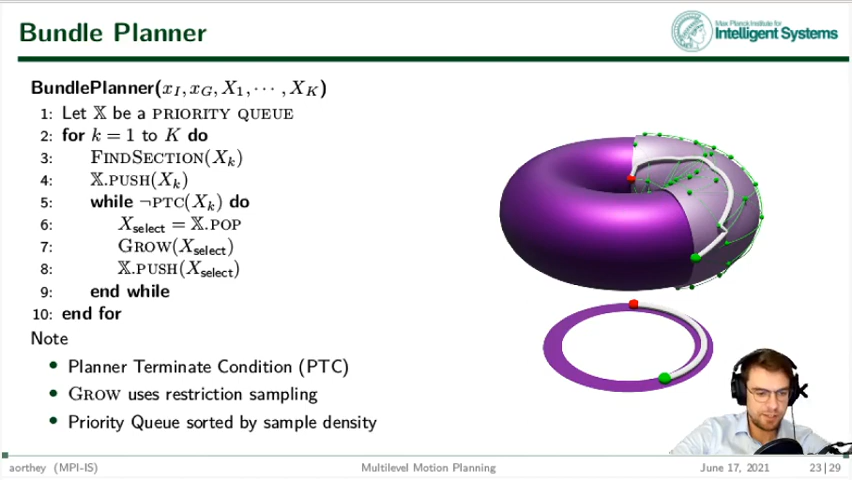 Bundle Planner
Max Planck Institute for
Intelligent Systems
BundlePlanner(x_I, x_G, X_1, ⋯ , X_K)
1: Let 𝕏 be a PRIORITY QUEUE
2: for k = 1 to K do
3: FINDSECTION(X_k)
4: 𝕏.PUSH(X_k)
5: while ¬PTC(X_k) do
6: X_select = 𝕏.POP
7: GROW(X_select)
8: 𝕏.PUSH(X_select)
9: end while
10: end for
Note
• Planner Terminate Condition (PTC)
• GROW uses restriction sampling
• Priority Queue sorted by sample density
aorthey (MPI-IS) Multilevel Motion Planning June 17, 2021 23|29